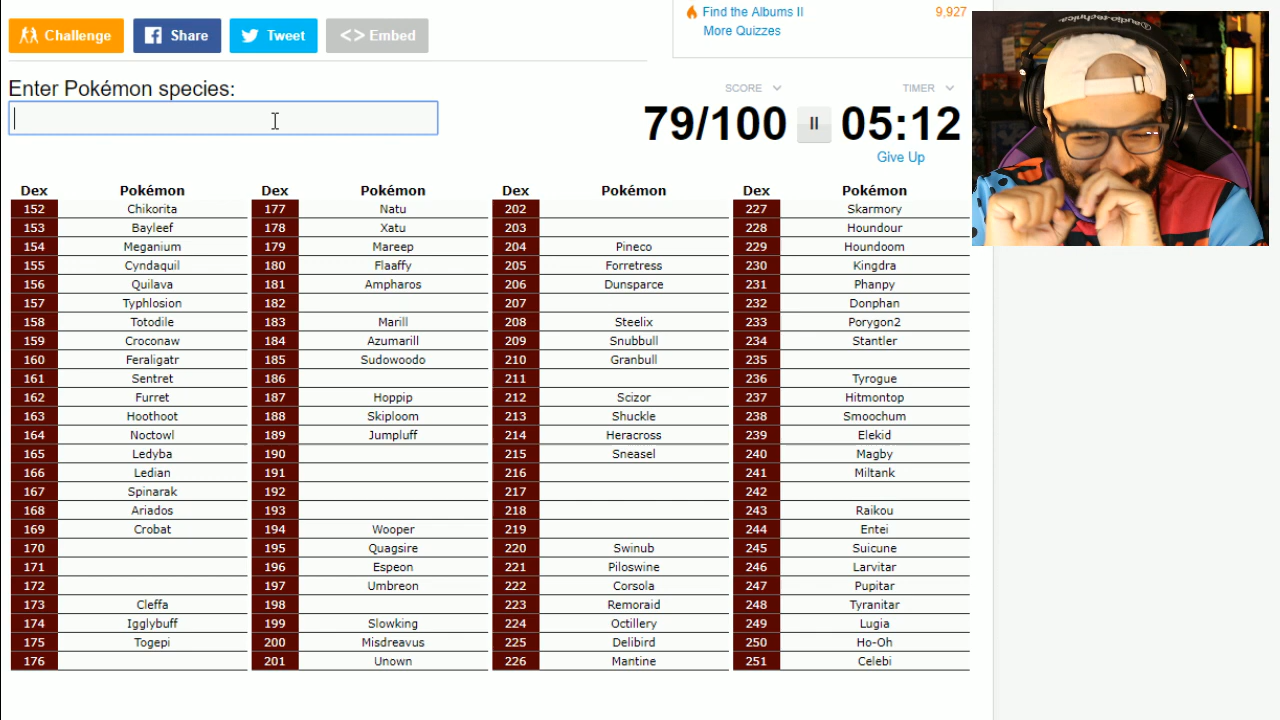 Find the Albums II 9,927
More Quizzes
Challenge Share Tweet <> Embed
Enter Pokémon species:
SCORE TIMER
79/100 II 05:12
Give Up
Dex Pokémon Dex Pokémon Dex Pokémon Dex Pokémon
152 Chikorita 177 Natu 202 227 Skarmory
153 Bayleef 178 Xatu 203 228 Houndour
154 Meganium 179 Mareep 204 Pineco 229 Houndoom
155 Cyndaquil 180 Flaaffy 205 Forretress 230 Kingdra
156 Quilava 181 Ampharos 206 Dunsparce 231 Phanpy
157 Typhlosion 182 207 232 Donphan
158 Totodile 183 Marill 208 Steelix 233 Porygon2
159 Croconaw 184 Azumarill 209 Snubbull 234 Stantler
160 Feraligatr 185 Sudowoodo 210 Granbull 235
161 Sentret 186 211 236 Tyrogue
162 Furret 187 Hoppip 212 Scizor 237 Hitmontop
163 Hoothoot 188 Skiploom 213 Shuckle 238 Smoochum
164 Noctowl 189 Jumpluff 214 Heracross 239 Elekid
165 Ledyba 190 215 Sneasel 240 Magby
166 Ledian 191 216 241 Miltank
167 Spinarak 192 217 242
168 Ariados 193 218 243 Raikou
169 Crobat 194 Wooper 219 244 Entei
170 195 Quagsire 220 Swinub 245 Suicune
171 196 Espeon 221 Piloswine 246 Larvitar
172 197 Umbreon 222 Corsola 247 Pupitar
173 Cleffa 198 223 Remoraid 248 Tyranitar
174 Igglybuff 199 Slowking 224 Octillery 249 Lugia
175 Togepi 200 Misdreavus 225 Delibird 250 Ho-Oh
176 201 Unown 226 Mantine 251 Celebi
audio-technica